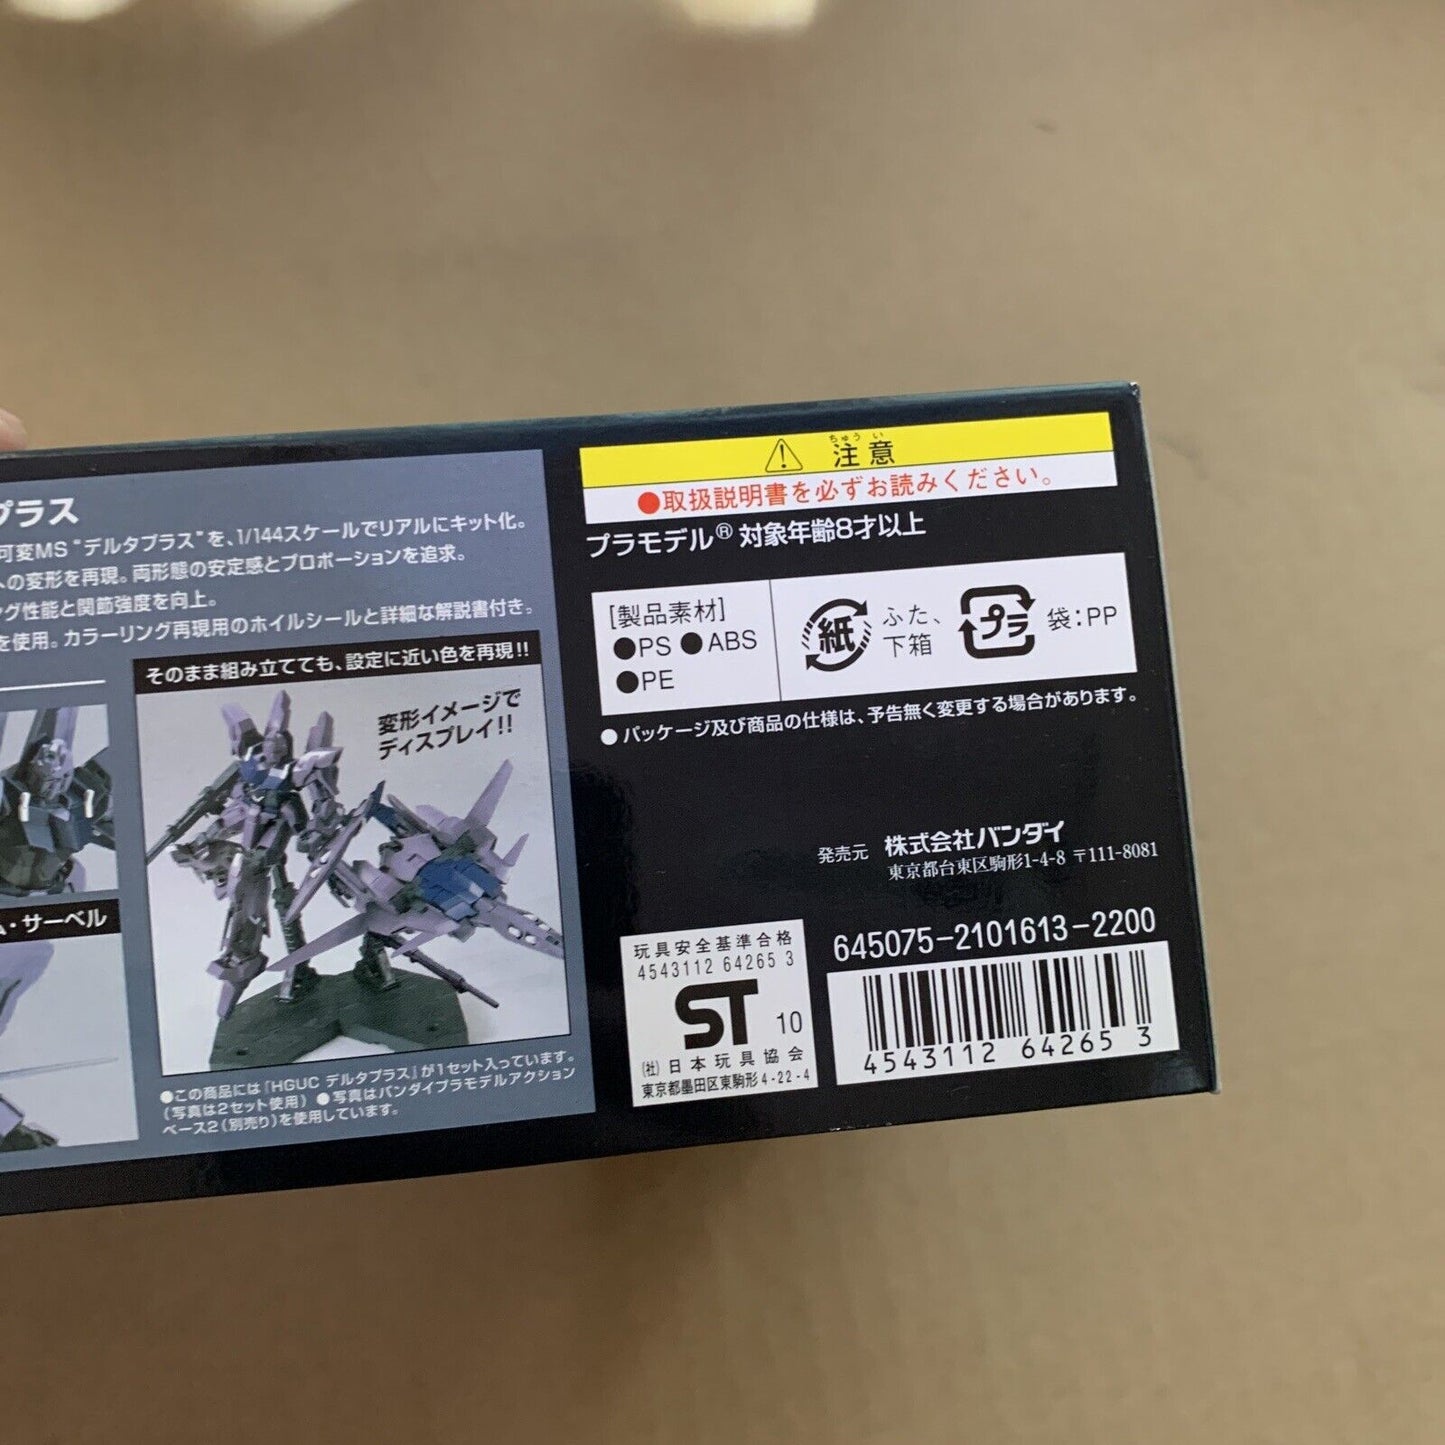 プラス
可変MS“デルタプラス”を、1/144スケールでリアルにキット化。
への変形を再現。両形態の安定感とプロポーションを追求。
グ性能と関節強度を向上。
を使用。カラーリング再現用のホイルシールと詳細な解説書付き。
そのまま組み立てても、設定に近い色を再現!!
変形イメージで
ディスプレイ!!
ム・サーベル
●この商品には「HGUC デルタプラス」が1セット入っています。
(写真は2セット使用) ●写真はバンダイプラモデルアクション
ベース2(別売り)を使用しています。
ちゅう い
注意
●取扱説明書を必ずお読みください。
プラモデル® 対象年齢8才以上
[製品素材]
●PS ●ABS
●PE
紙
ふた、
下箱
プラ
袋:PP
●パッケージ及び商品の仕様は、予告無く変更する場合があります。
発売元 株式会社バンダイ
東京都台東区駒形1-4-8 〒111-8081
645075-2101613-2200
玩具安全基準合格
4543112 64265 3
ST 10
(社)日本玩具協会
東京都墨田区東駒形4-22-4
4543112 64265 3